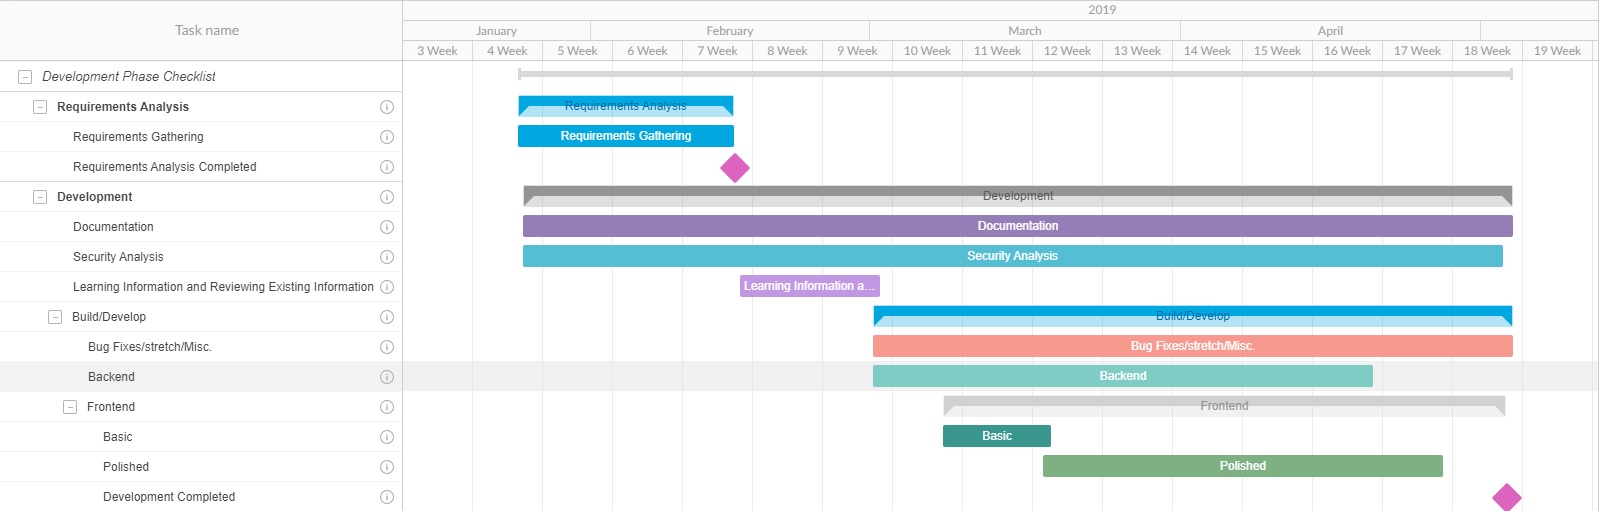 Task name
2019
January February March April
3 Week 4 Week 5 Week 6 Week 7 Week 8 Week 9 Week 10 Week 11 Week 12 Week 13 Week 14 Week 15 Week 16 Week 17 Week 18 Week 19 Week
Development Phase Checklist
Requirements Analysis
Requirements Analysis
Requirements Gathering
Requirements Gathering
Requirements Analysis Completed
Development
Development
Documentation
Documentation
Security Analysis
Security Analysis
Learning Information and Reviewing Existing Information
Learning Information a...
Build/Develop
Build/Develop
Bug Fixes/stretch/Misc.
Bug Fixes/stretch/Misc.
Backend
Backend
Frontend
Frontend
Basic
Basic
Polished
Polished
Development Completed